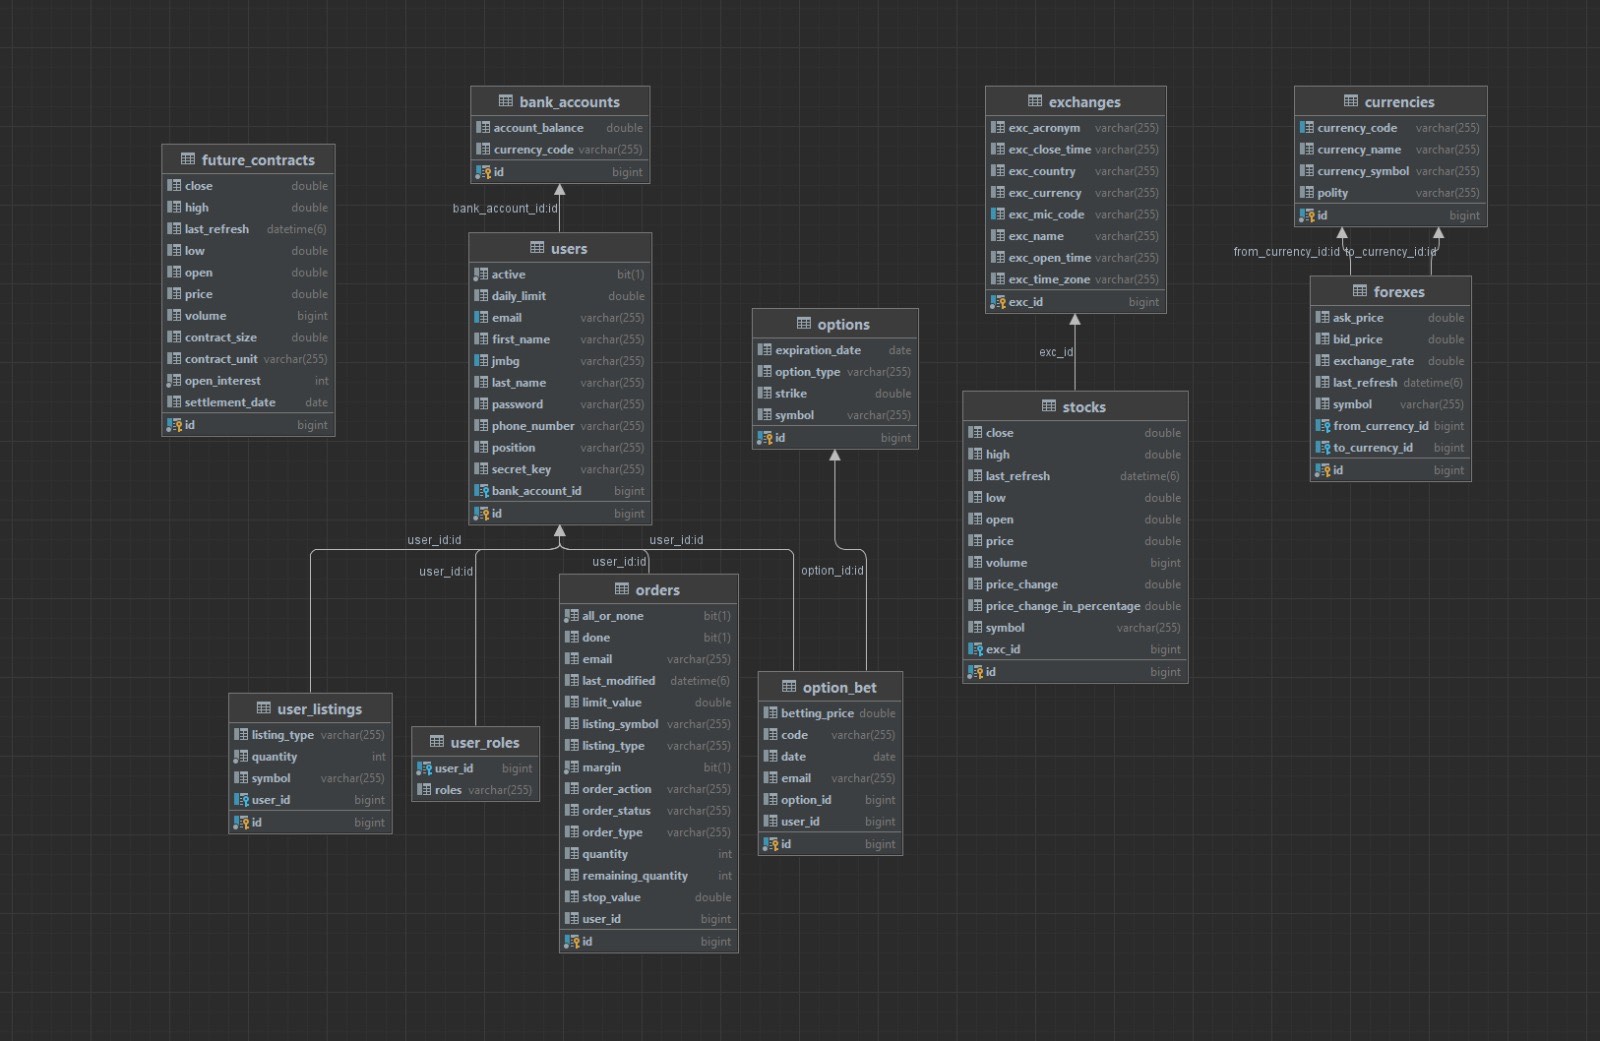 bank_accounts
account_balance double
currency_code varchar(255)
id bigint
exchanges
exc_acronym varchar(255)
exc_close_time varchar(255)
exc_country varchar(255)
exc_currency varchar(255)
exc_mic_code varchar(255)
exc_name varchar(255)
exc_open_time varchar(255)
exc_time_zone varchar(255)
exc_id bigint
currencies
currency_code varchar(255)
currency_name varchar(255)
currency_symbol varchar(255)
polity varchar(255)
id bigint
future_contracts
close double
high double
last_refresh datetime(6)
low double
open double
price double
volume bigint
contract_size double
contract_unit varchar(255)
open_interest int
settlement_date date
id bigint
bank_account_id:id
users
active bit(1)
daily_limit double
email varchar(255)
first_name varchar(255)
jmbg varchar(255)
last_name varchar(255)
password varchar(255)
phone_number varchar(255)
position varchar(255)
secret_key varchar(255)
bank_account_id bigint
id bigint
from_currency_id:id
to_currency_id:id
forexes
ask_price double
bid_price double
exchange_rate double
last_refresh datetime(6)
symbol varchar(255)
from_currency_id bigint
to_currency_id bigint
id bigint
options
expiration_date date
option_type varchar(255)
strike double
symbol varchar(255)
id bigint
exc_id
stocks
close double
high double
last_refresh datetime(6)
low double
open double
price double
volume bigint
price_change double
price_change_in_percentage double
symbol varchar(255)
exc_id bigint
id bigint
user_id:id
user_id:id
user_id:id
user_id:id
option_id:id
orders
all_or_none bit(1)
done bit(1)
email varchar(255)
last_modified datetime(6)
limit_value double
listing_symbol varchar(255)
listing_type varchar(255)
margin bit(1)
order_action varchar(255)
order_status varchar(255)
order_type varchar(255)
quantity int
remaining_quantity int
stop_value double
user_id bigint
id bigint
option_bet
betting_price double
code varchar(255)
date date
email varchar(255)
option_id bigint
user_id bigint
id bigint
user_listings
listing_type varchar(255)
quantity int
symbol varchar(255)
user_id bigint
id bigint
user_roles
user_id bigint
roles varchar(255)